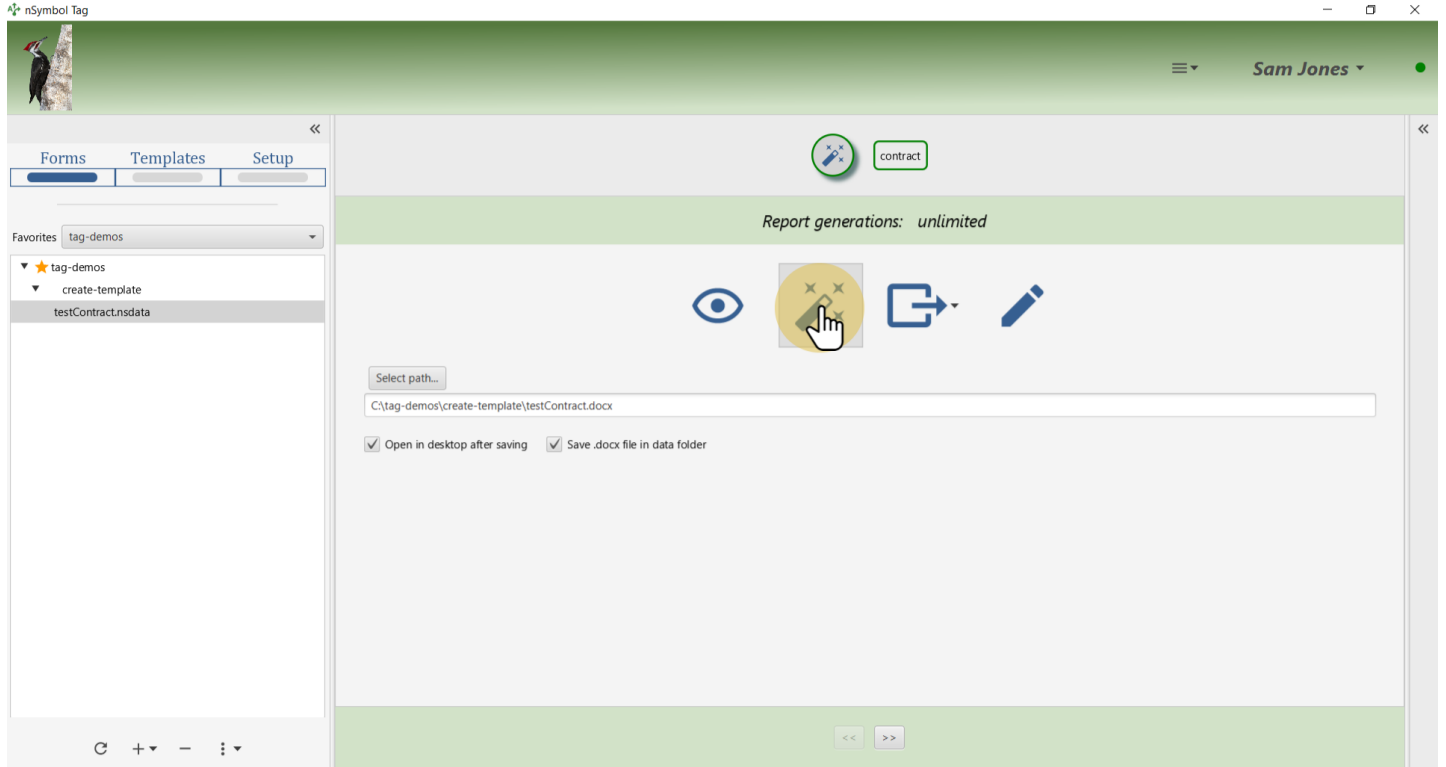 nSymbol Tag
Sam Jones
Forms Templates Setup
contract
Report generations: unlimited
Favorites tag-demos
tag-demos
create-template
testContract.nsdata
Select path...
C:\tag-demos\create-template\testContract.docx
Open in desktop after saving Save .docx file in data folder
<< >>